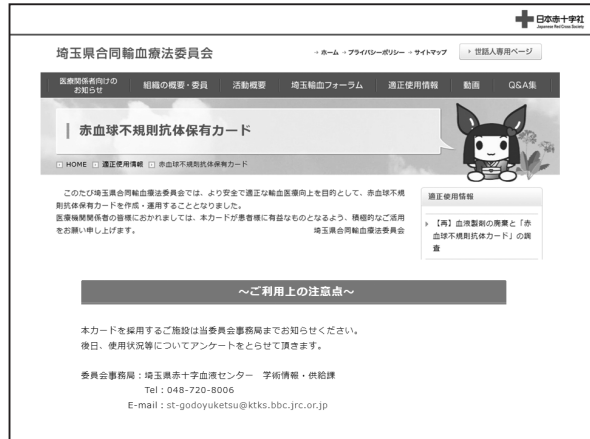 日本赤十字社
Japanese Red Cross Society
埼玉県合同輸血療法委員会
→ ホーム → プライバシーポリシー → サイトマップ
世話人専用ページ
医療関係者向けの
お知らせ
組織の概要・委員
活動概要
埼玉輸血フォーラム
適正使用情報
動画
Q&A集
赤血球不規則抗体保有カード
HOME 適正使用情報 赤血球不規則抗体保有カード
このたび埼玉県合同輸血療法委員会では、より安全で適正な輸血医療向上を目的として、赤血球不規
則抗体保有カードを作成・運用することとなりました。
医療機関関係者の皆様におかれましては、本カードが患者様に有益なものとなるよう、積極的なご活用
をお願い申し上げます。
埼玉県合同輸血療法委員会
適正使用情報
【再】血液製剤の廃棄と「赤
血球不規則抗体カード」の調
査
～ご利用上の注意点～
本カードを採用するご施設は当委員会事務局までお知らせください。
後日、使用状況等についてアンケートをとらせて頂きます。
委員会事務局：埼玉県赤十字血液センター 学術情報・供給課
Tel：048-720-8006
E-mail：st-godoyuketsu@ktks.bbc.jrc.or.jp